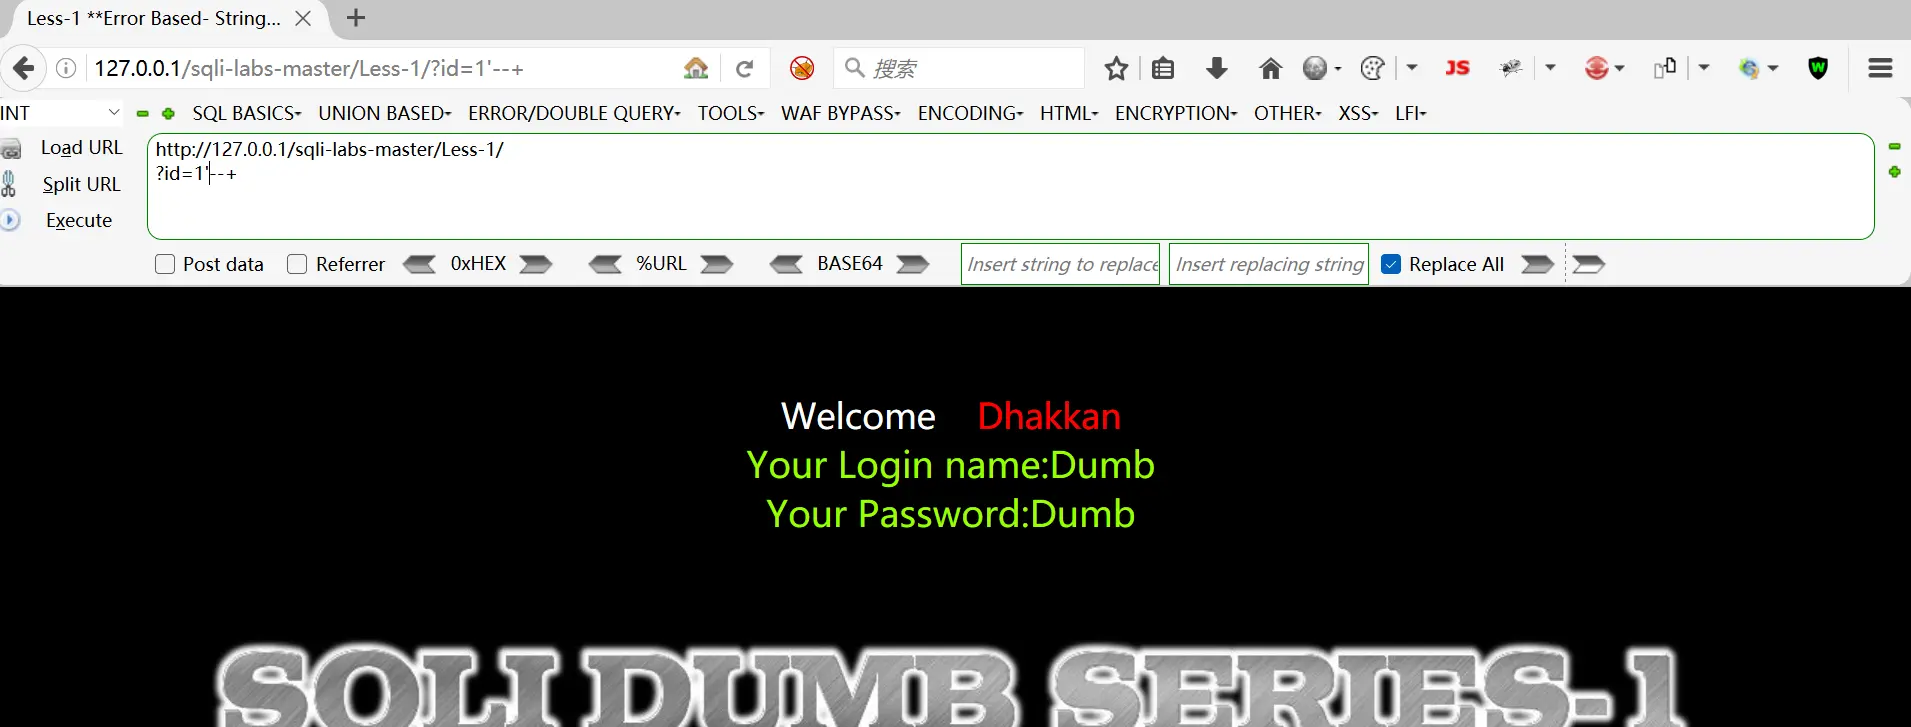 Less-1 **Error Based- String...
127.0.0.1/sqli-labs-master/Less-1/?id=1'--+
搜索
JS
W
INT
SQL BASICS
UNION BASED
ERROR/DOUBLE QUERY
TOOLS
WAF BYPASS
ENCODING
HTML
ENCRYPTION
OTHER
XSS
LFI
Load URL
http://127.0.0.1/sqli-labs-master/Less-1/
?id=1'--+
Split URL
Execute
Post data
Referrer
0xHEX
%URL
BASE64
Insert string to replace
Insert replacing string
Replace All
Welcome Dhakkan
Your Login name:Dumb
Your Password:Dumb
SQLI DUMB SERIES-1